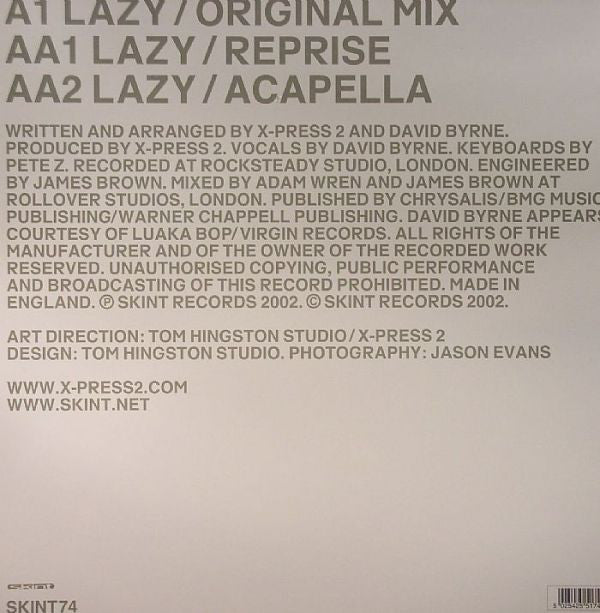 A1 LAZY / ORIGINAL MIX
AA1 LAZY / REPRISE
AA2 LAZY / ACAPELLA
WRITTEN AND ARRANGED BY X-PRESS 2 AND DAVID BYRNE.
PRODUCED BY X-PRESS 2. VOCALS BY DAVID BYRNE. KEYBOARDS BY
PETE Z. RECORDED AT ROCKSTEADY STUDIO, LONDON. ENGINEERED
BY JAMES BROWN. MIXED BY ADAM WREN AND JAMES BROWN AT
ROLLOVER STUDIOS, LONDON. PUBLISHED BY CHRYSALIS/BMG MUSIC
PUBLISHING/WARNER CHAPPELL PUBLISHING. DAVID BYRNE APPEARS
COURTESY OF LUAKA BOP/VIRGIN RECORDS. ALL RIGHTS OF THE
MANUFACTURER AND OF THE OWNER OF THE RECORDED WORK
RESERVED. UNAUTHORISED COPYING, PUBLIC PERFORMANCE
AND BROADCASTING OF THIS RECORD PROHIBITED. MADE IN
ENGLAND. ℗ SKINT RECORDS 2002. © SKINT RECORDS 2002.
ART DIRECTION: TOM HINGSTON STUDIO / X-PRESS 2
DESIGN: TOM HINGSTON STUDIO. PHOTOGRAPHY: JASON EVANS
WWW.X-PRESS2.COM
WWW.SKINT.NET
SKINT
SKINT74